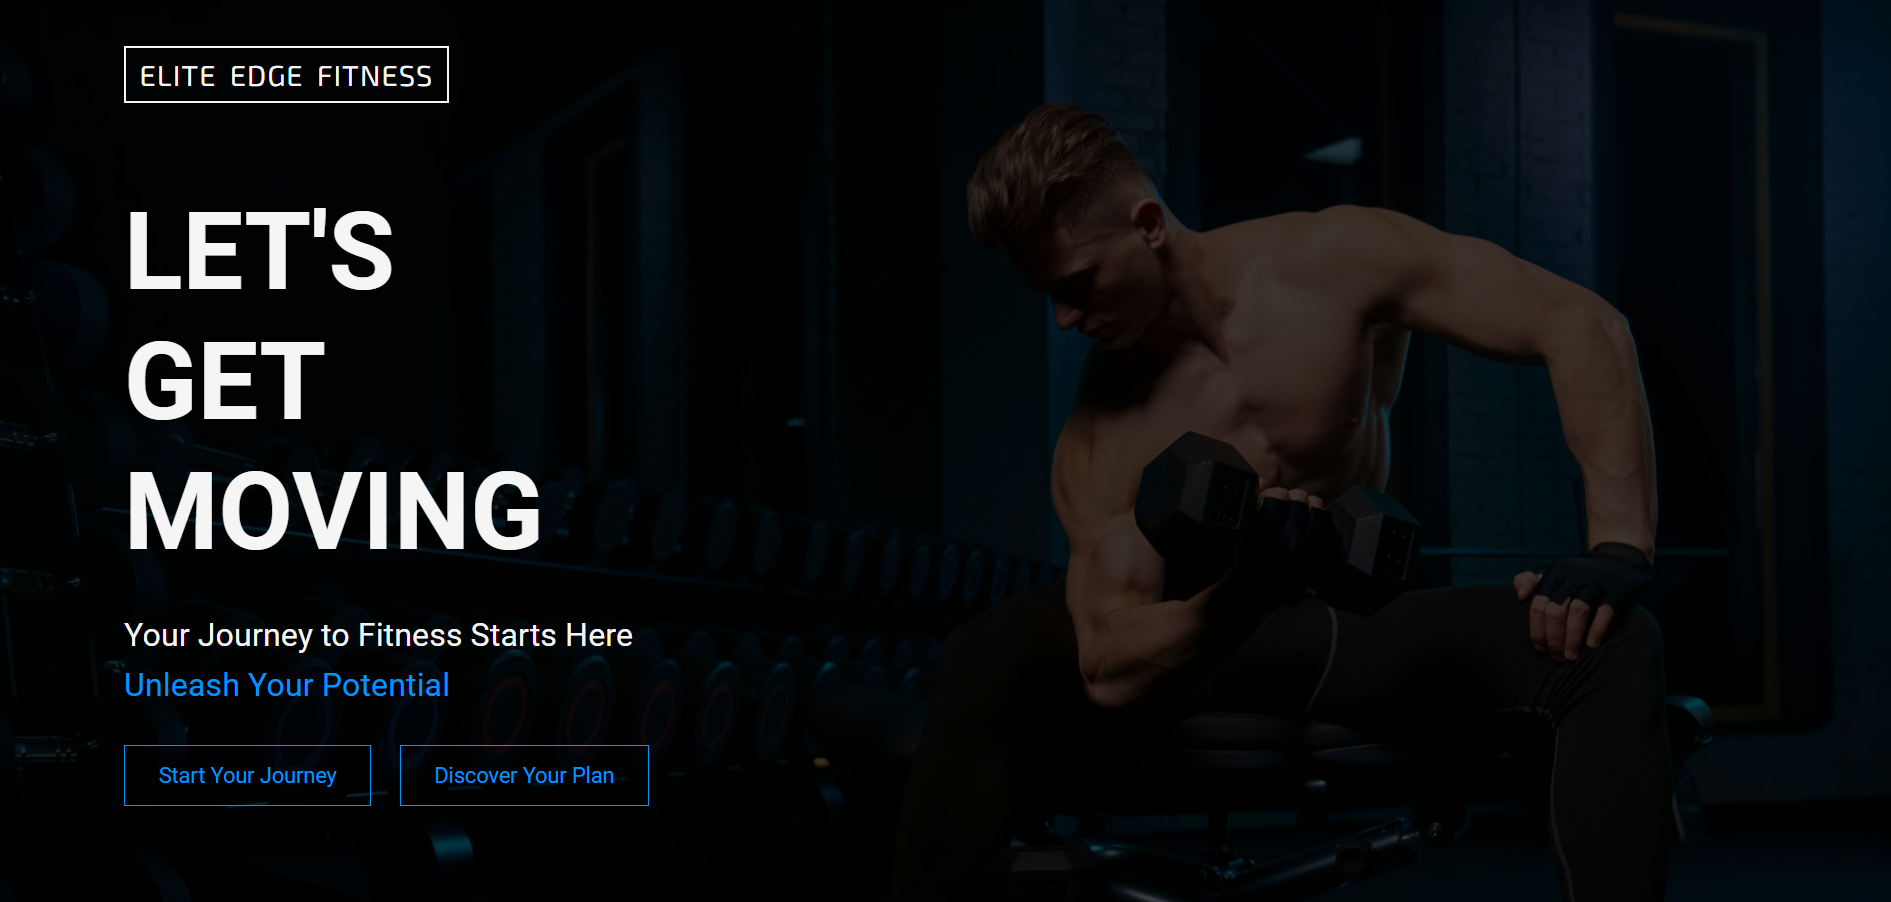 ELITE EDGE FITNESS
LET'S
GET
MOVING
Your Journey to Fitness Starts Here
Unleash Your Potential
Start Your Journey
Discover Your Plan